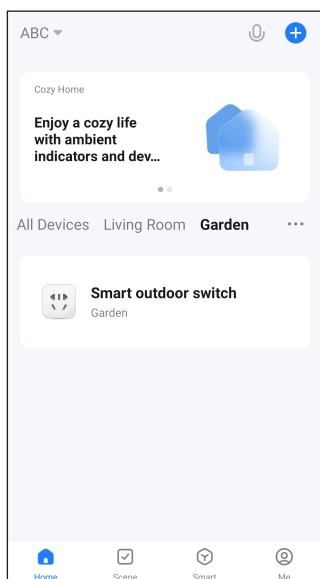 ABC
Cozy Home
Enjoy a cozy life
with ambient
indicators and dev...
All Devices Living Room Garden
Smart outdoor switch
Garden
Home Scene Smart Me